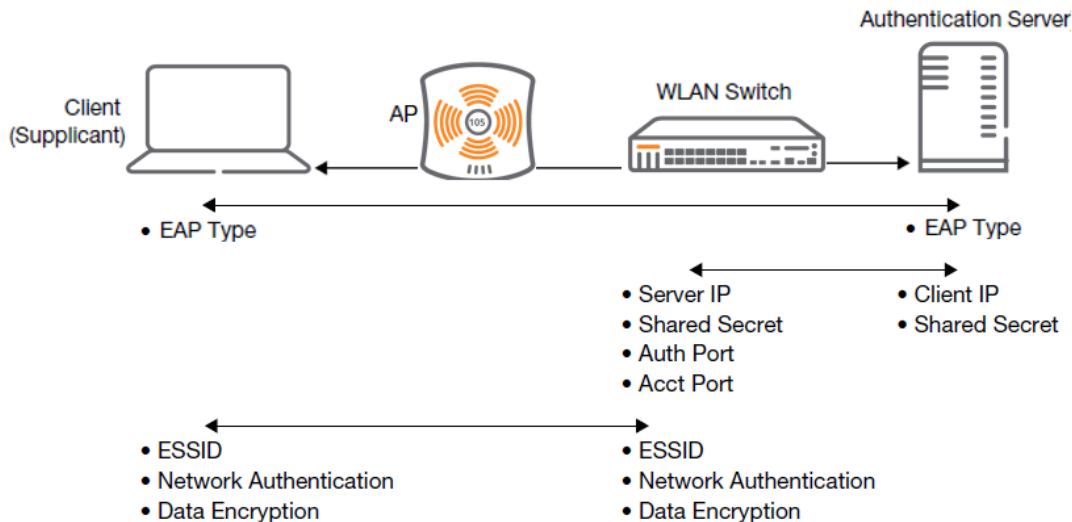 Authentication Server
Client
(Supplicant)
AP
105
WLAN Switch
• EAP Type
• EAP Type
• Server IP
• Shared Secret
• Auth Port
• Acct Port
• Client IP
• Shared Secret
• ESSID
• Network Authentication
• Data Encryption
• ESSID
• Network Authentication
• Data Encryption